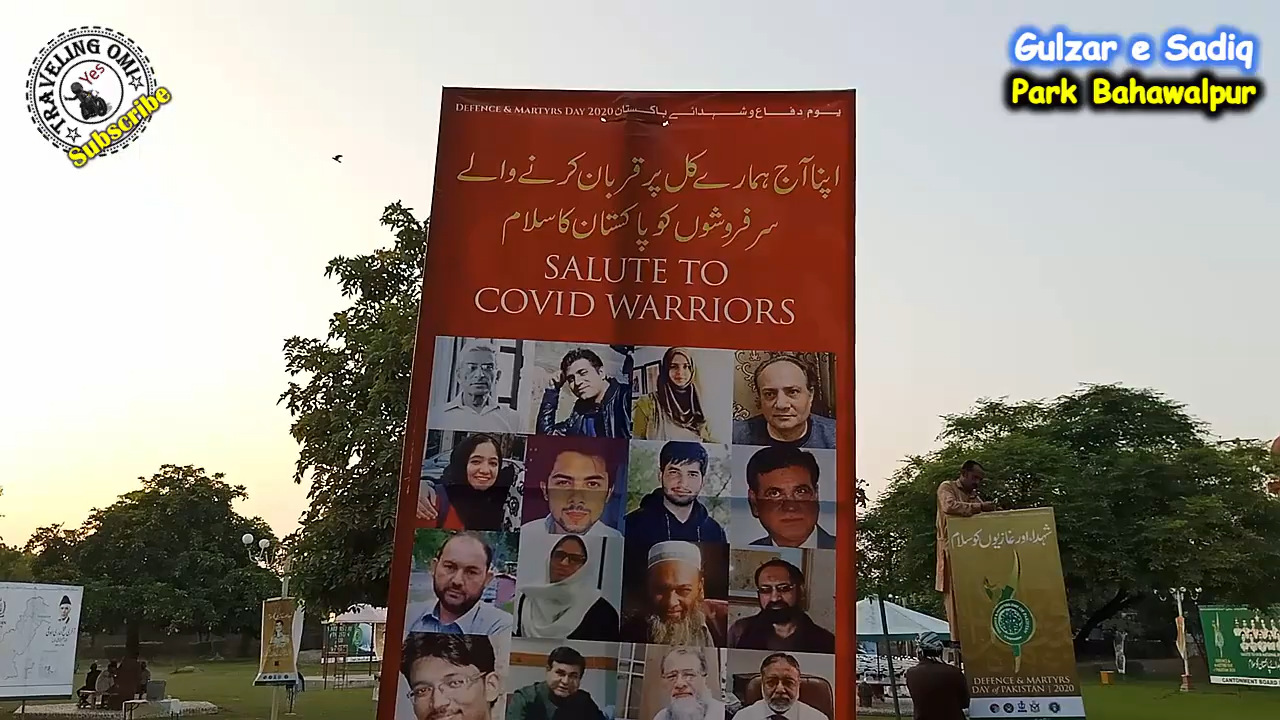 TRAVELING OMI
Yes
Subscribe
Gulzar e Sadiq
Park Bahawalpur
DEFENCE & MARTYRS DAY 2020 یوم دفاع و شہدائے پاکستان
اپنا آج ہمارے کل پر قربان کرنے والے
سرفروشوں کو پاکستان کا سلام
SALUTE TO
COVID WARRIORS
شہداء اور غازیوں کو سلام
DEFENCE & MARTYRS
DAY of PAKISTAN | 2020
CANTONMENT BOARD